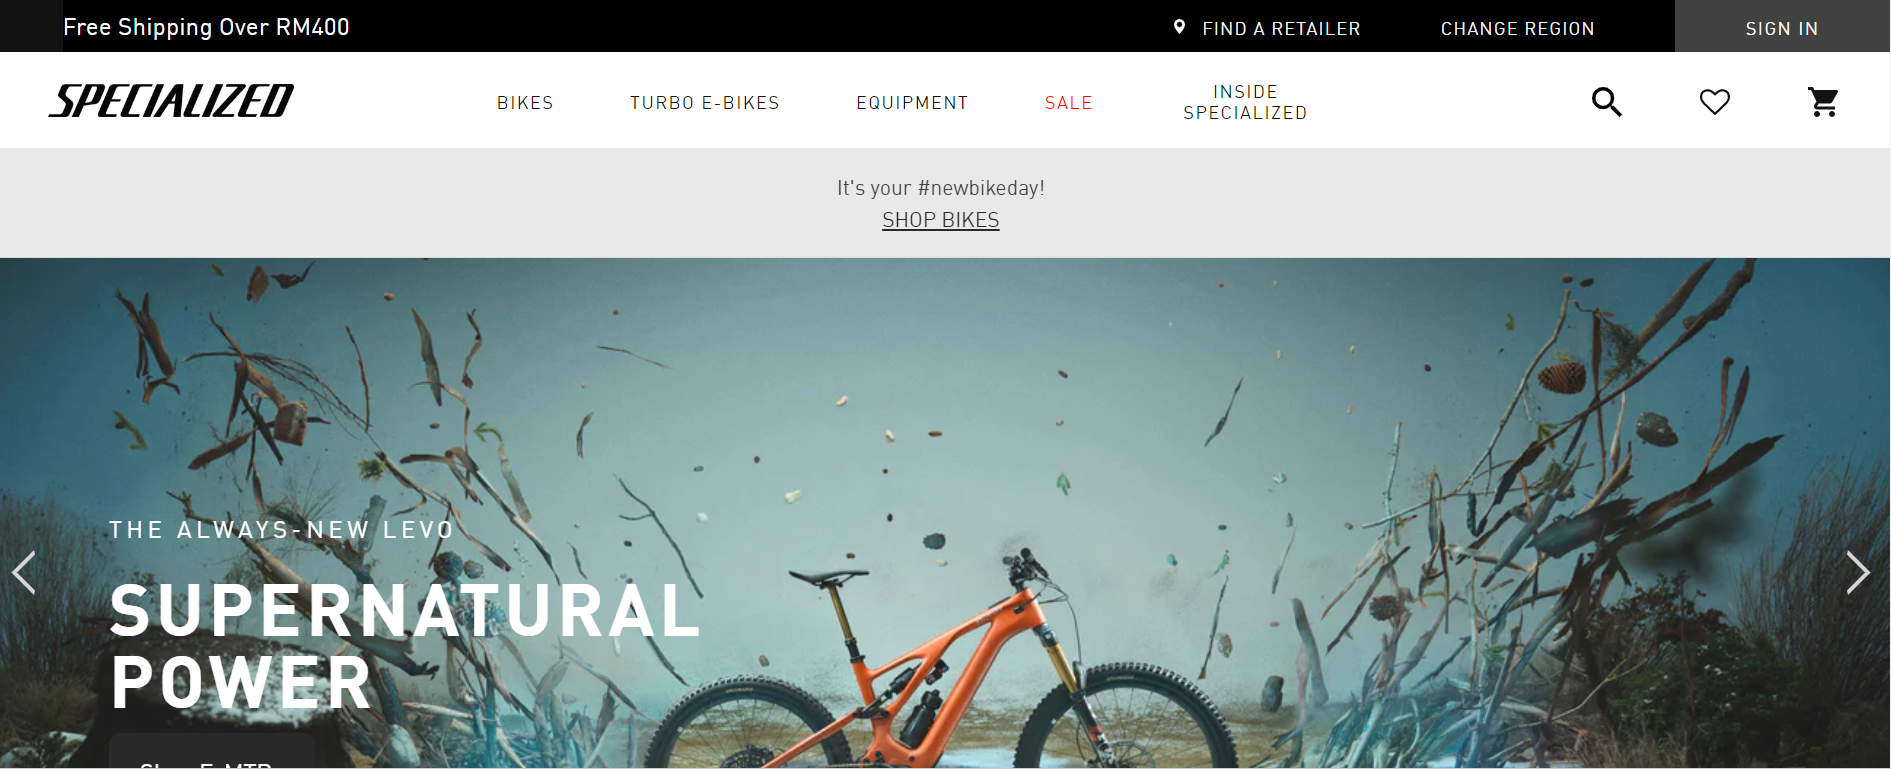 Free Shipping Over RM400
FIND A RETAILER
CHANGE REGION
SIGN IN
SPECIALIZED
BIKES
TURBO E-BIKES
EQUIPMENT
SALE
INSIDE
SPECIALIZED
It's your #newbikeday!
SHOP BIKES
THE ALWAYS-NEW LEVO
SUPERNATURAL
POWER